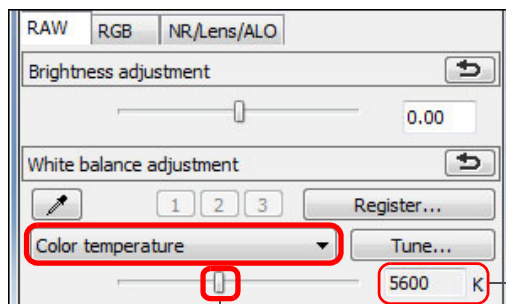 RAW RGB NR/Lens/ALO
Brightness adjustment
0.00
White balance adjustment
1 2 3 Register...
Color temperature Tune...
5600 K